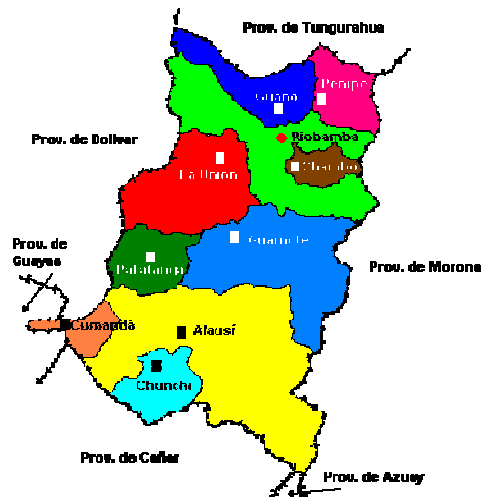 Prov. de Tungurahua
Penipe
Guano
Prov. de Bolívar
Riobamba
Chambo
La Unión
Prov. de Guayas
Guamote
Prov. de Morona
Pallatanga
Cumandá
Alausí
Chunchi
Prov. de Cañar
Prov. de Azuay